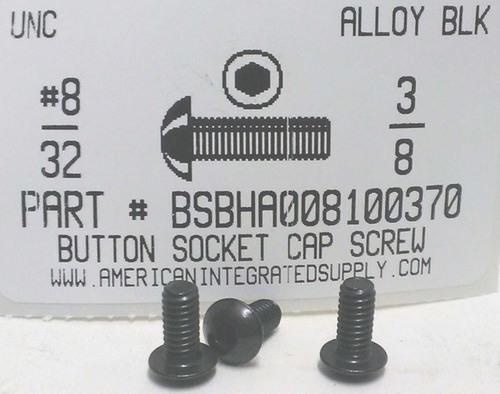 UNC ALLOY BLK
#8 3
32 8
PART # BSBHA008100370
BUTTON SOCKET CAP SCREW
WWW.AMERICANINTEGRATEDSUPPLY.COM